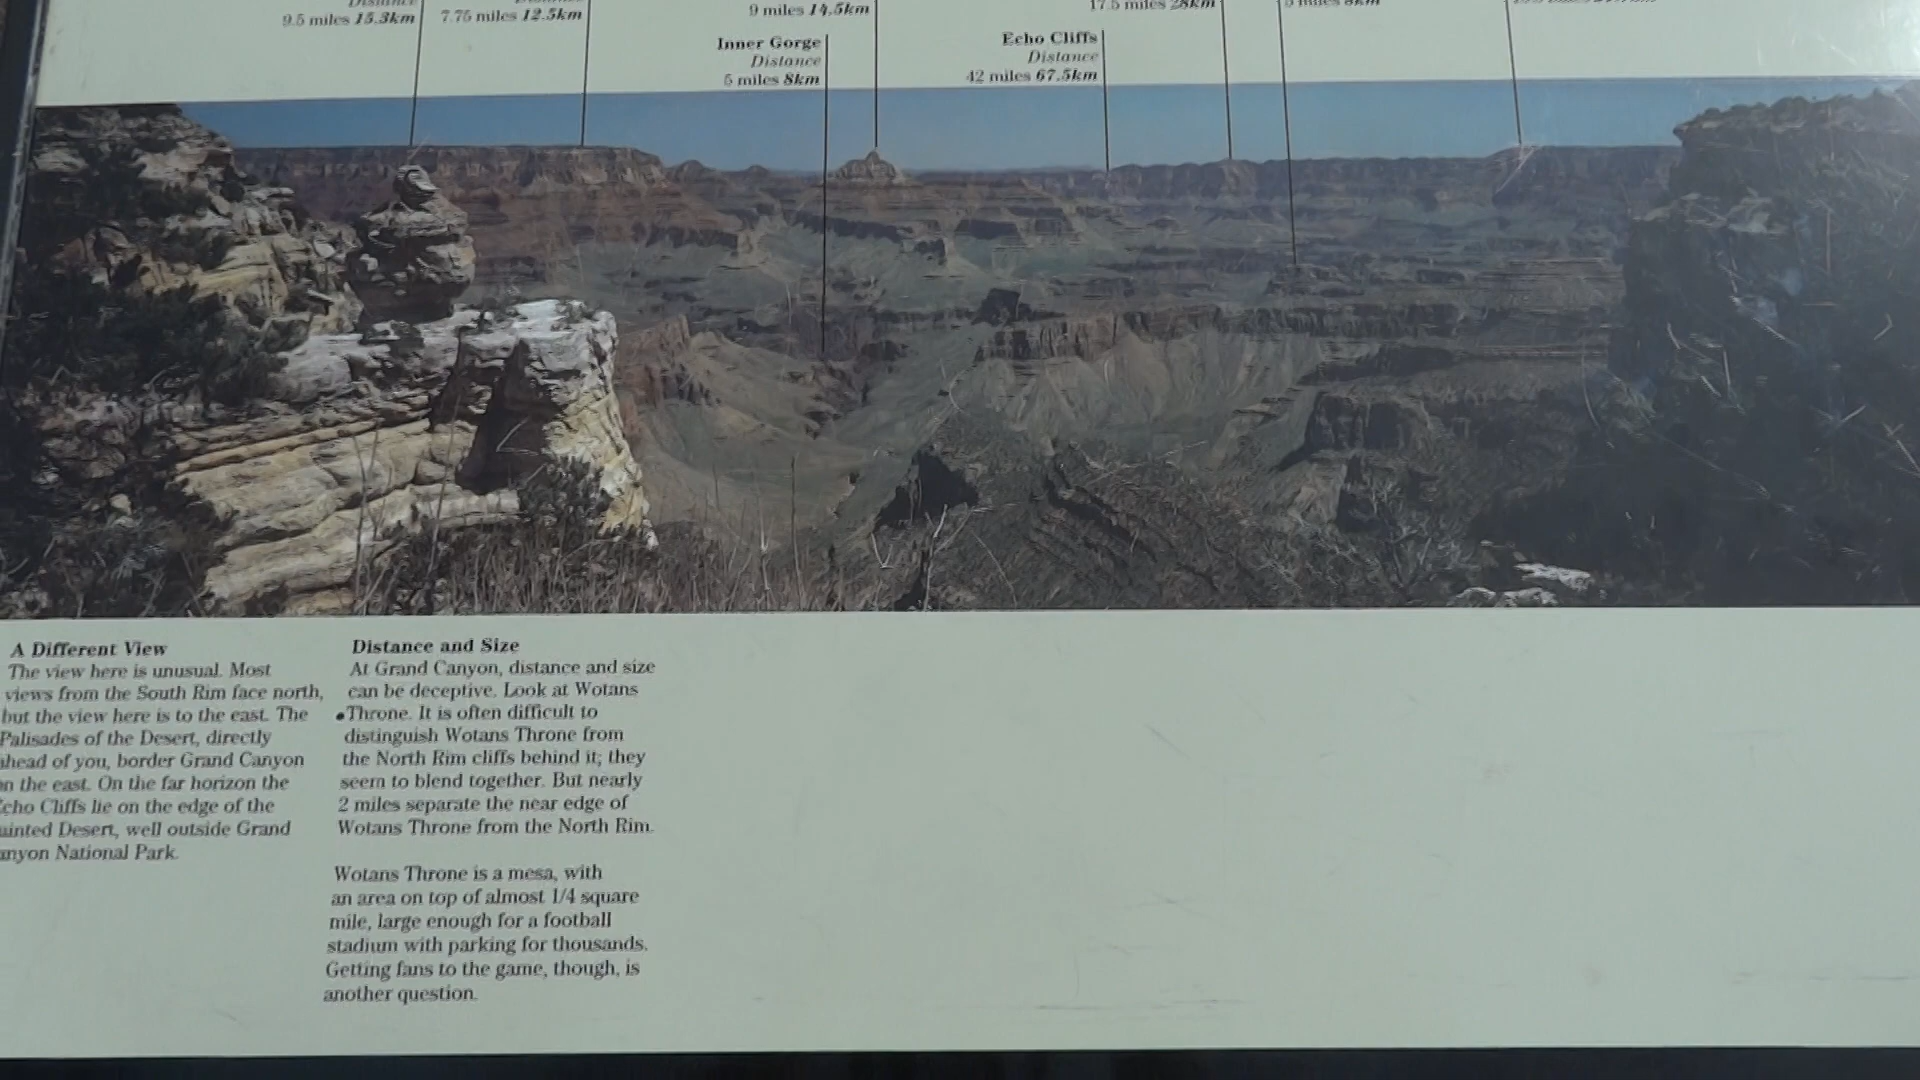 Distance
9.5 miles 15.3km
7.75 miles 12.5km
9 miles 14.5km
17.5 miles 28km
5 miles 8km
Inner Gorge
Distance
5 miles 8km
Echo Cliffs
Distance
42 miles 67.5km
A Different View
The view here is unusual. Most
views from the South Rim face north,
but the view here is to the east. The
Palisades of the Desert, directly
ahead of you, border Grand Canyon
on the east. On the far horizon the
Echo Cliffs lie on the edge of the
ainted Desert, well outside Grand
anyon National Park.
Distance and Size
At Grand Canyon, distance and size
can be deceptive. Look at Wotans
Throne. It is often difficult to
distinguish Wotans Throne from
the North Rim cliffs behind it; they
seem to blend together. But nearly
2 miles separate the near edge of
Wotans Throne from the North Rim.
Wotans Throne is a mesa, with
an area on top of almost 1/4 square
mile, large enough for a football
stadium with parking for thousands.
Getting fans to the game, though, is
another question.